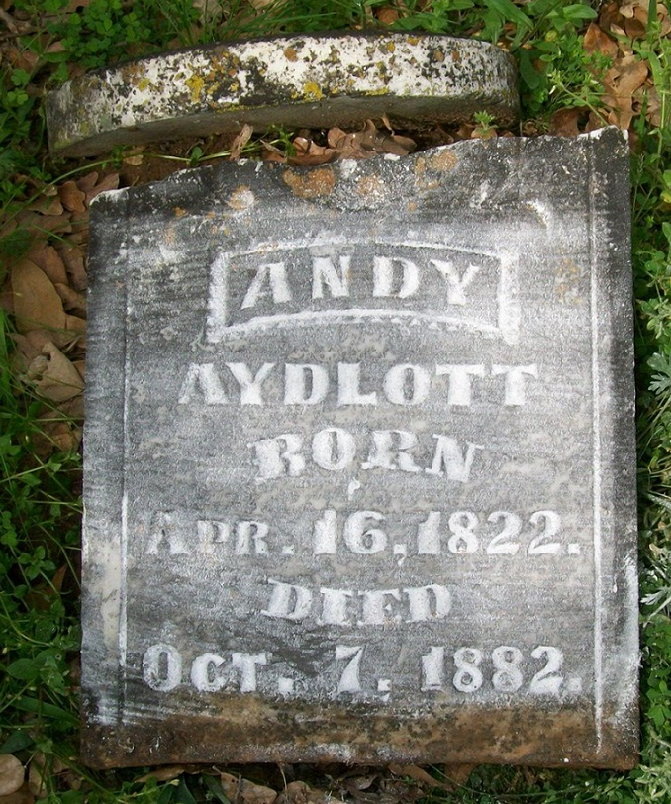 ANDY
AYDLOTT
BORN
APR. 16, 1822.
DIED
OCT. 7, 1882.